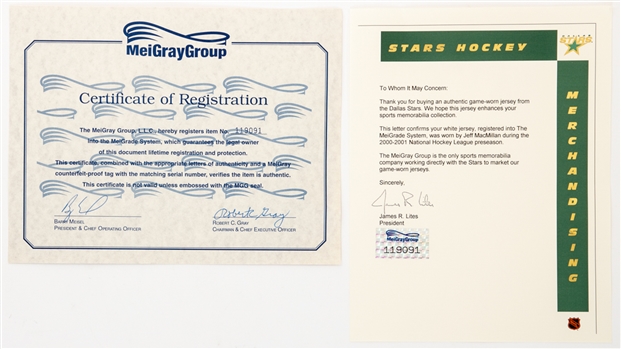 MeiGrayGroup
Certificate of Registration
The MeiGray Group, L.L.C., hereby registers item No. 119091
into the MeiGrade System, which guarantees the legal owner
of this document lifetime registration and protection.
This certificate, combined with the appropriate letters of authenticity and a MeiGray
counterfeit-proof tag with the matching serial number, verifies the item is authentic.
This certificate is not valid unless embossed with the MGG seal.
Robert C. Gray
Barry Meisel
President & Chief Operating Officer
Robert C. Gray
Chairman & Chief Executive Officer
STARS HOCKEY
STARS
MERCHANDISING
To Whom It May Concern:
Thank you for buying an authentic game-worn jersey from
the Dallas Stars. We hope this jersey enhances your
sports memorabilia collection.
This letter confirms your white jersey, registered into The
MeiGrade System, was worn by Jeff MacMillan during the
2000-2001 National Hockey League preseason.
The MeiGray Group is the only sports memorabilia
company working directly with the Stars to market our
game-worn jerseys.
Sincerely,
James R. Lites
James R. Lites
President
MeiGrayGroup
119091